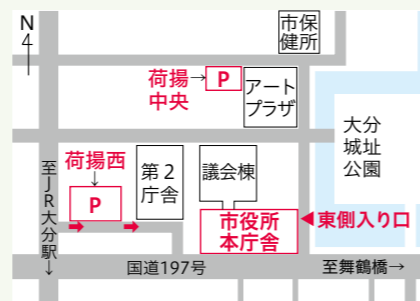 N
市保
健所
荷揚→
中央
P
アート
プラザ
大分
城址
公園
荷揚西
↓
P
第２
庁舎
議会棟
市役所
本庁舎
◀東側入り口
至JR大分駅↓
国道197号
至舞鶴橋→